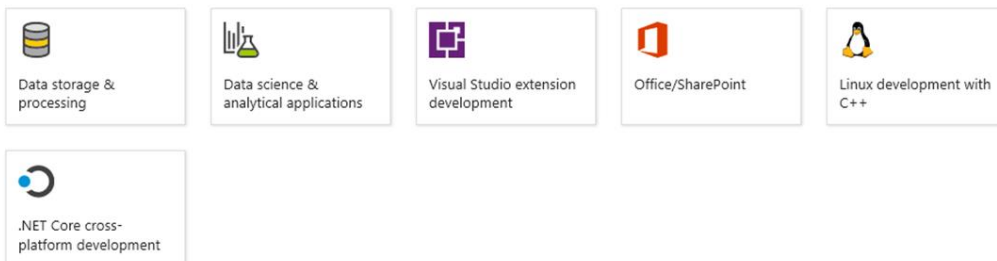 Data storage &
processing
Data science &
analytical applications
Visual Studio extension
development
Office/SharePoint
Linux development with
C++
.NET Core cross-
platform development